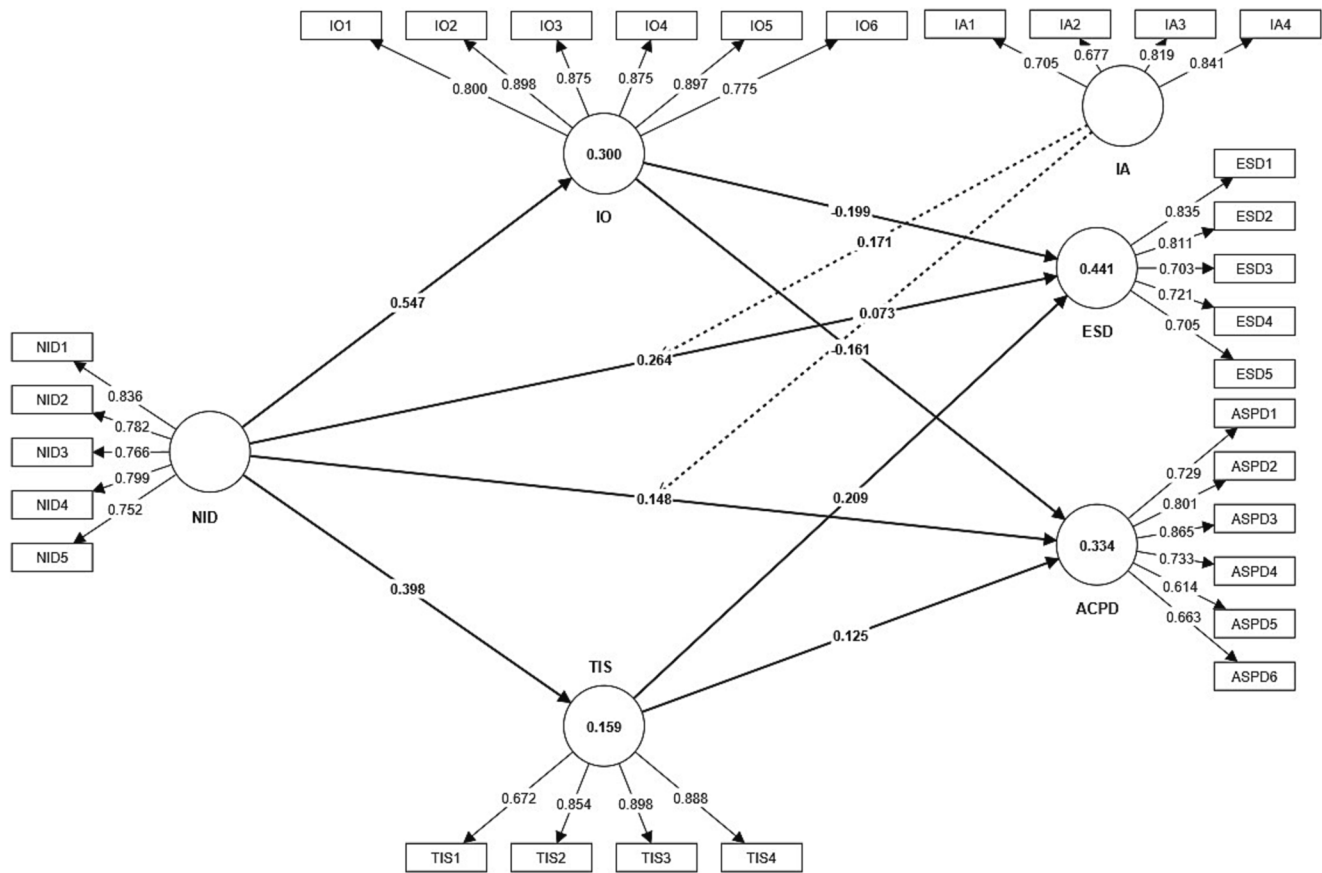 IO1 IO2 IO3 IO4 IO5 IO6 IA1 IA2 IA3 IA4
0.800 0.898 0.875 0.875 0.897 0.775 0.705 0.677 0.819 0.841
0.300
IO
IA
ESD1
0.835
ESD2
0.811
ESD3
0.703
ESD4
0.721
ESD5
0.705
0.441
ESD
-0.199
0.171
0.547
0.073
0.264
-0.161
NID1
0.836
NID2
0.782
NID3
0.766
NID4
0.799
NID5
0.752
NID
0.148
0.209
ASPD1
0.729
ASPD2
0.801
ASPD3
0.865
ASPD4
0.733
ASPD5
0.614
ASPD6
0.663
0.334
ACPD
0.398
0.125
TIS
0.159
0.672 0.854 0.898 0.888
TIS1 TIS2 TIS3 TIS4